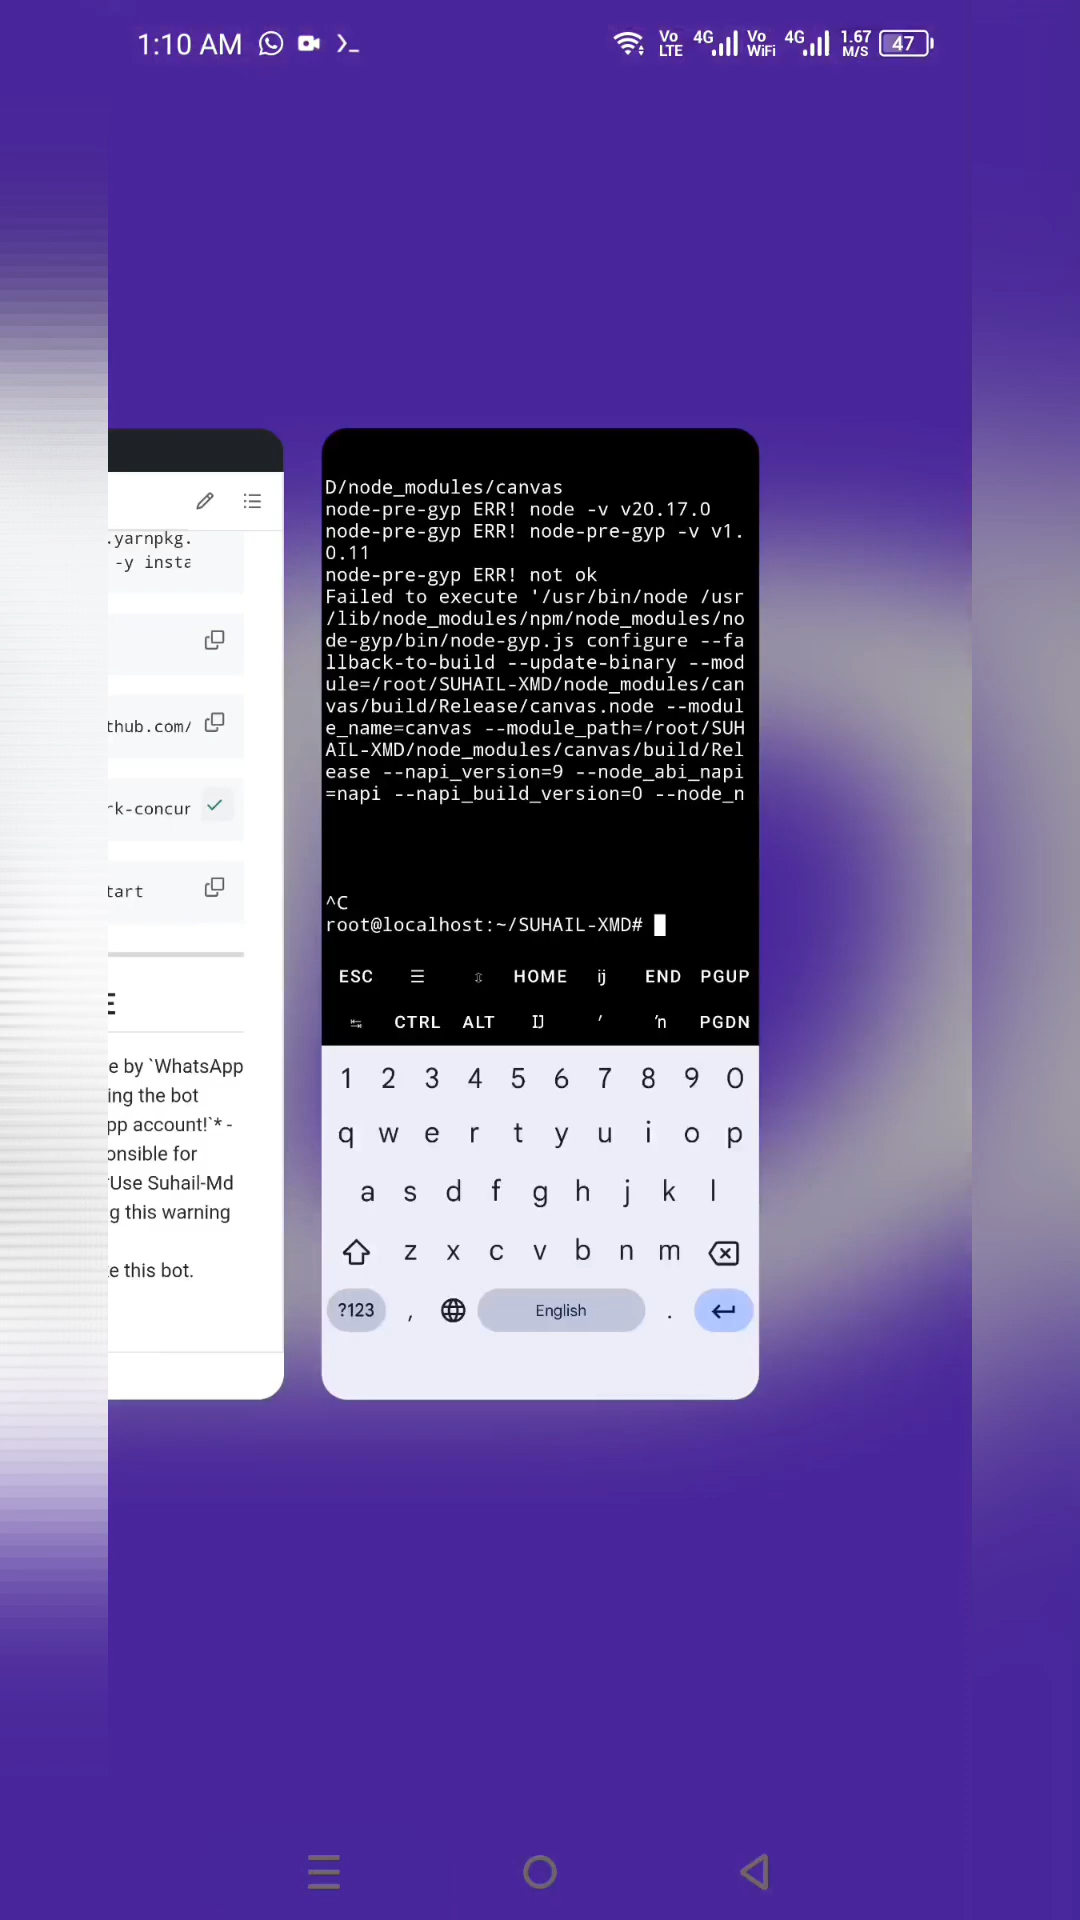 1:10 AM
Vo LTE 4G Vo WiFi 4G 1.67 M/S 47
.yarnpkg.
-y insta
thub.com/
rk-concur
tart
E
e by `WhatsApp
ing the bot
pp account!`* -
onsible for
Use Suhail-Md
g this warning
e this bot.
D/node_modules/canvas
node-pre-gyp ERR! node -v v20.17.0
node-pre-gyp ERR! node-pre-gyp -v v1.
0.11
node-pre-gyp ERR! not ok
Failed to execute '/usr/bin/node /usr
/lib/node_modules/npm/node_modules/no
de-gyp/bin/node-gyp.js configure --fa
llback-to-build --update-binary --mod
ule=/root/SUHAIL-XMD/node_modules/can
vas/build/Release/canvas.node --modul
e_name=canvas --module_path=/root/SUH
AIL-XMD/node_modules/canvas/build/Rel
ease --napi_version=9 --node_abi_napi
=napi --napi_build_version=0 --node_n
^C
root@localhost:~/SUHAIL-XMD#
ESC HOME ĳ END PGUP
CTRL ALT Ĳ ʹ ŉ PGDN
1 2 3 4 5 6 7 8 9 0
q w e r t y u i o p
a s d f g h j k l
z x c v b n m
?123 , English .